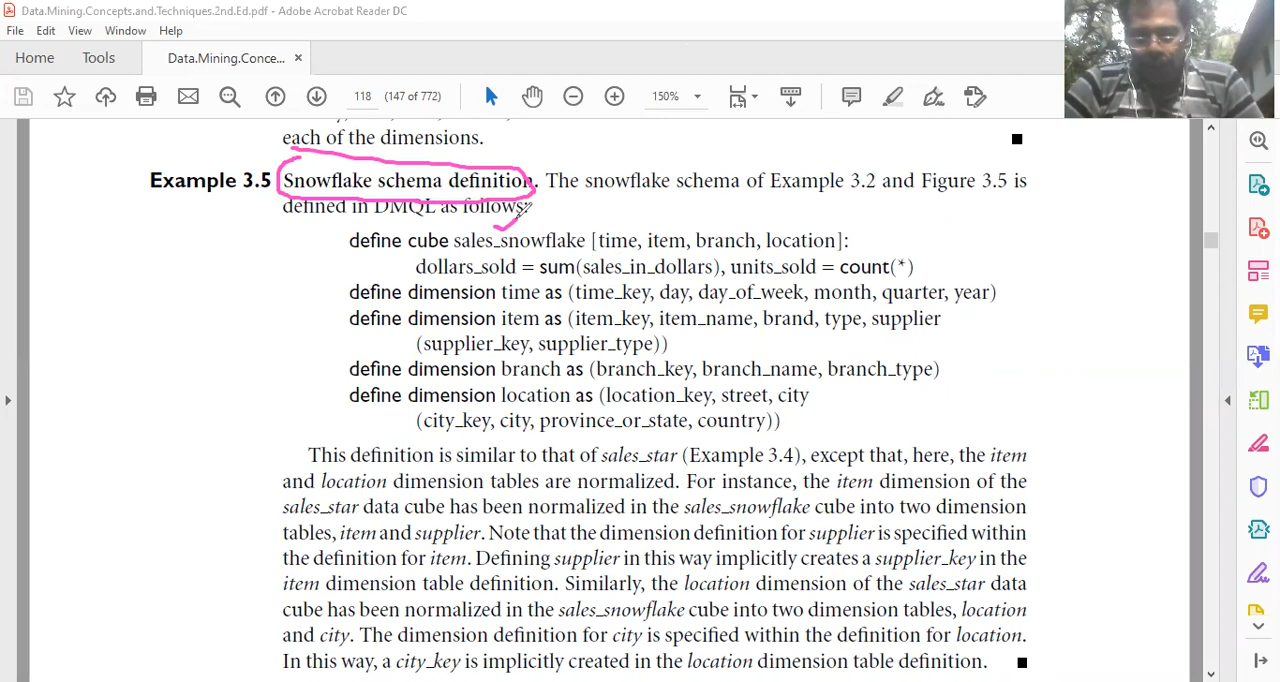 Data.Mining.Concepts.and.Techniques.2nd.Ed.pdf - Adobe Acrobat Reader DC
File Edit View Window Help
Home Tools Data.Mining.Conce... ×
118 (147 of 772) 150%
each of the dimensions.
Example 3.5 Snowflake schema definition. The snowflake schema of Example 3.2 and Figure 3.5 is
defined in DMQL as follows:
define cube sales_snowflake [time, item, branch, location]:
dollars_sold = sum(sales_in_dollars), units_sold = count(*)
define dimension time as (time_key, day, day_of_week, month, quarter, year)
define dimension item as (item_key, item_name, brand, type, supplier
(supplier_key, supplier_type))
define dimension branch as (branch_key, branch_name, branch_type)
define dimension location as (location_key, street, city
(city_key, city, province_or_state, country))
This definition is similar to that of sales_star (Example 3.4), except that, here, the item
and location dimension tables are normalized. For instance, the item dimension of the
sales_star data cube has been normalized in the sales_snowflake cube into two dimension
tables, item and supplier. Note that the dimension definition for supplier is specified within
the definition for item. Defining supplier in this way implicitly creates a supplier_key in the
item dimension table definition. Similarly, the location dimension of the sales_star data
cube has been normalized in the sales_snowflake cube into two dimension tables, location
and city. The dimension definition for city is specified within the definition for location.
In this way, a city_key is implicitly created in the location dimension table definition.